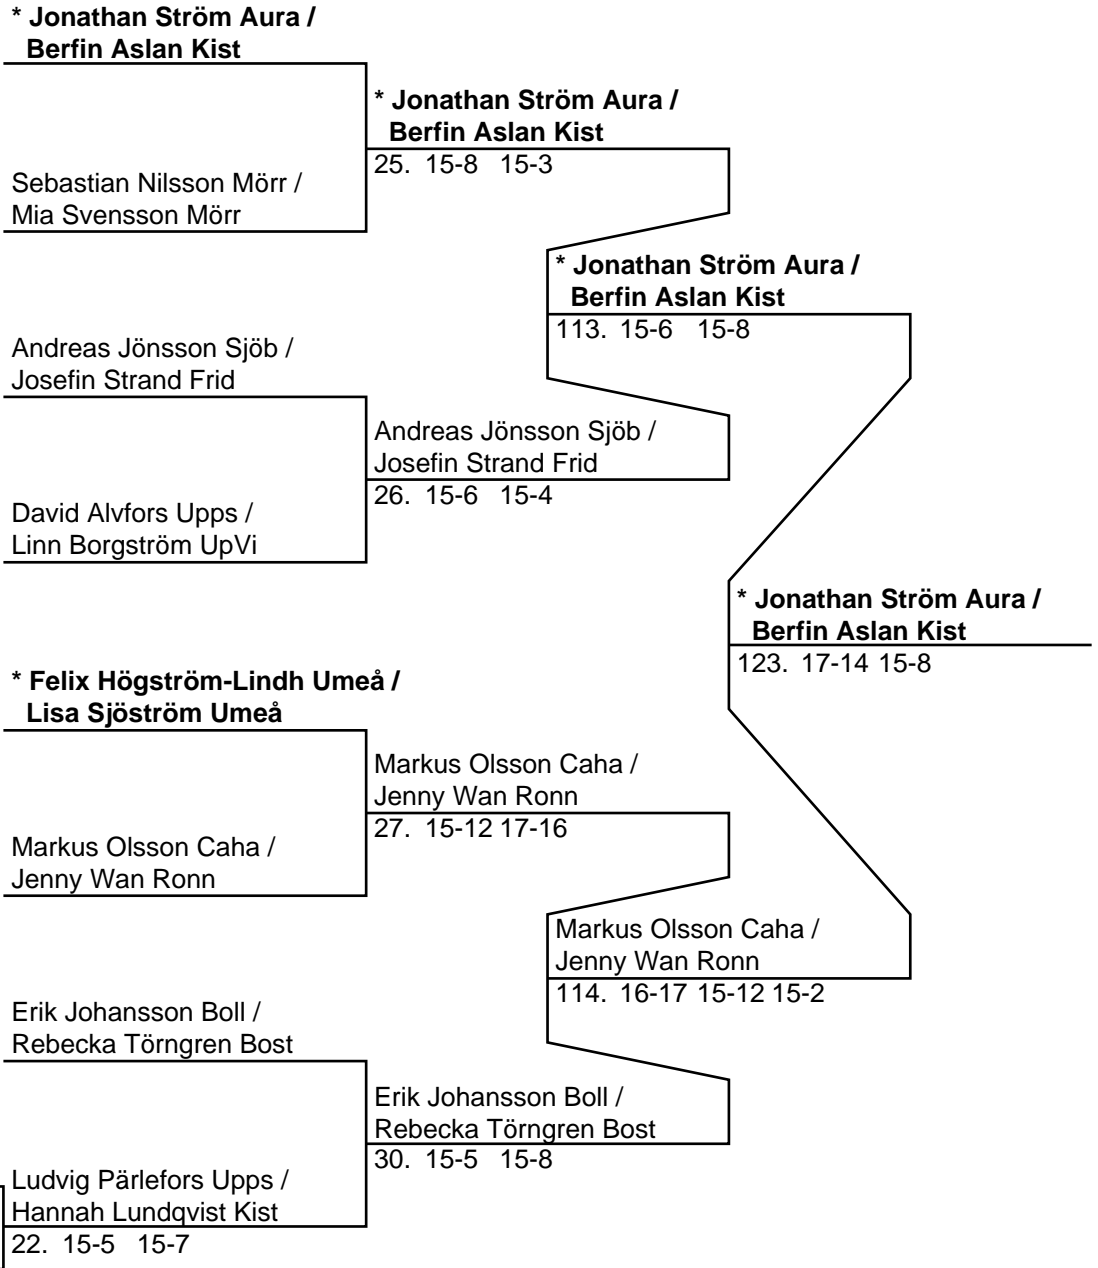 * Jonathan Ström Aura /
Berfin Aslan Kist
* Jonathan Ström Aura /
Berfin Aslan Kist
25. 15-8 15-3
Sebastian Nilsson Mörr /
Mia Svensson Mörr
* Jonathan Ström Aura /
Berfin Aslan Kist
113. 15-6 15-8
Andreas Jönsson Sjöb /
Josefin Strand Frid
Andreas Jönsson Sjöb /
Josefin Strand Frid
26. 15-6 15-4
David Alvfors Upps /
Linn Borgström UpVi
* Jonathan Ström Aura /
Berfin Aslan Kist
123. 17-14 15-8
* Felix Högström-Lindh Umeå /
Lisa Sjöström Umeå
Markus Olsson Caha /
Jenny Wan Ronn
27. 15-12 17-16
Markus Olsson Caha /
Jenny Wan Ronn
Markus Olsson Caha /
Jenny Wan Ronn
114. 16-17 15-12 15-2
Erik Johansson Boll /
Rebecka Törngren Bost
Erik Johansson Boll /
Rebecka Törngren Bost
30. 15-5 15-8
Ludvig Pärlefors Upps /
Hannah Lundqvist Kist
22. 15-5 15-7